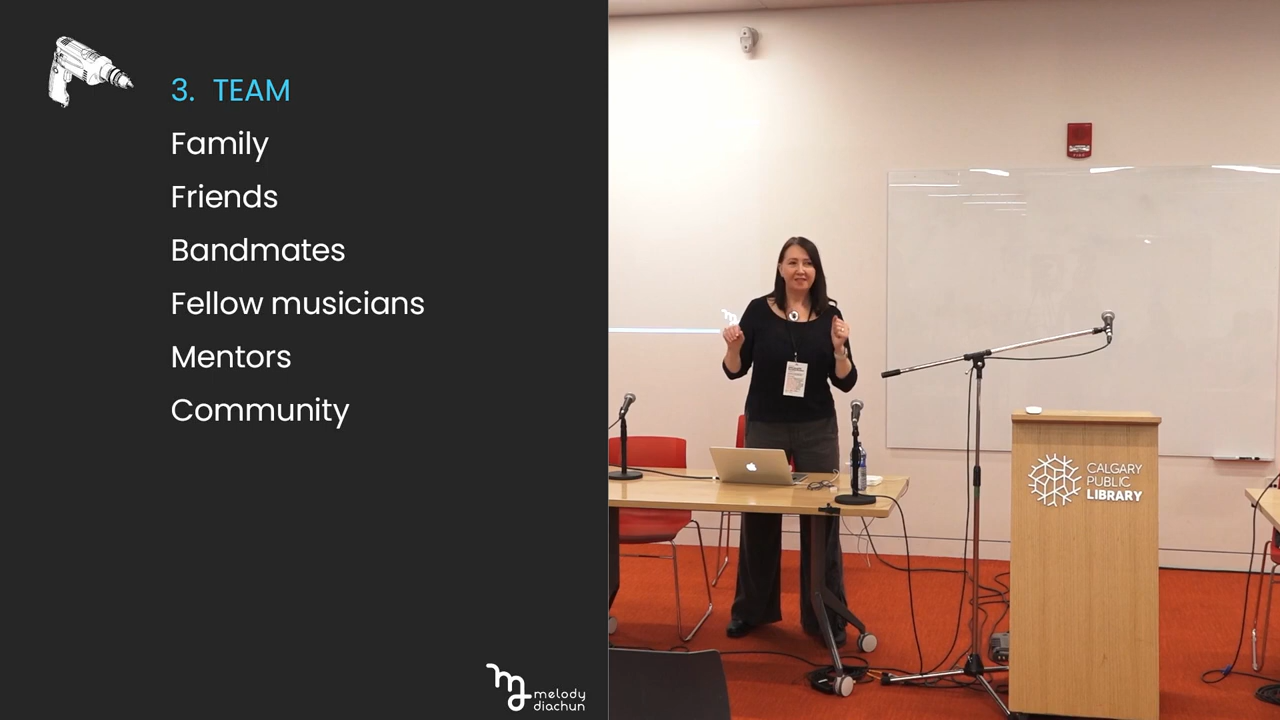 3. TEAM
Family
Friends
Bandmates
Fellow musicians
Mentors
Community
melody
diachun
CALGARY
PUBLIC
LIBRARY